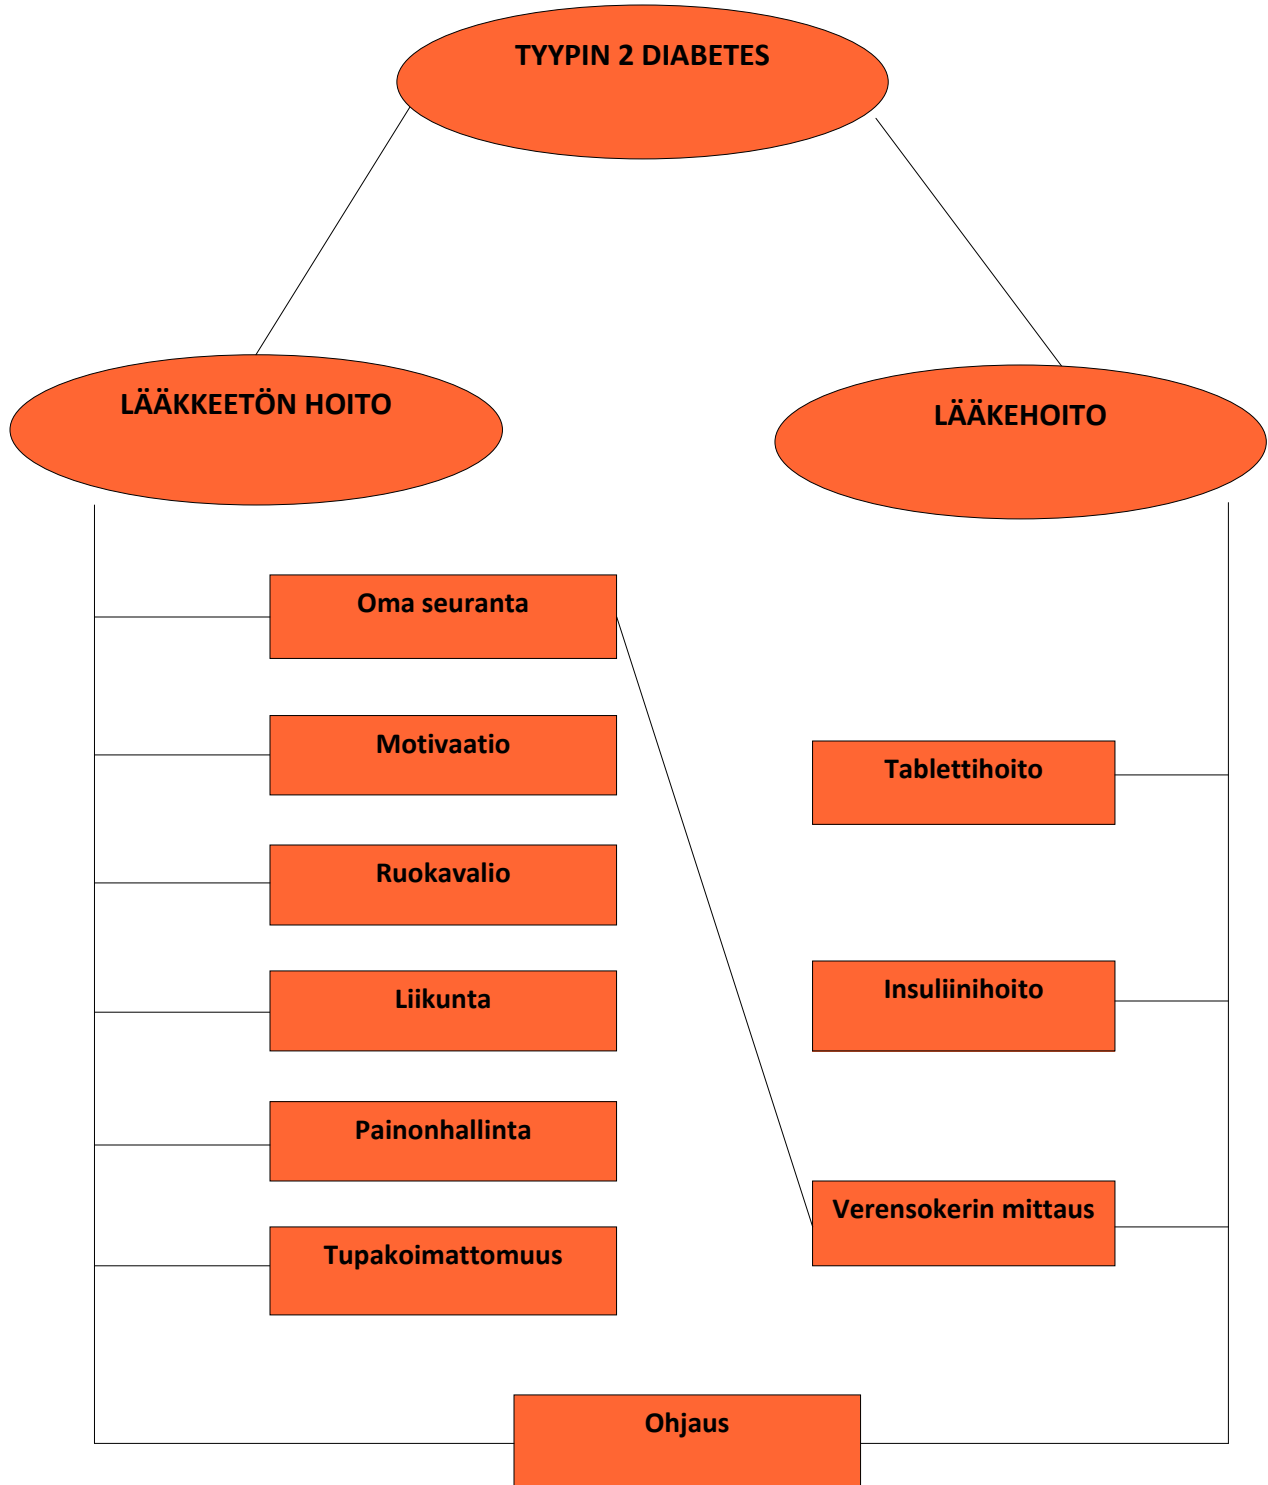 TYYPIN 2 DIABETES
LÄÄKKEETÖN HOITO
LÄÄKEHOITO
Oma seuranta
Motivaatio
Ruokavalio
Liikunta
Painonhallinta
Tupakoimattomuus
Tablettihoito
Insuliinihoito
Verensokerin mittaus
Ohjaus